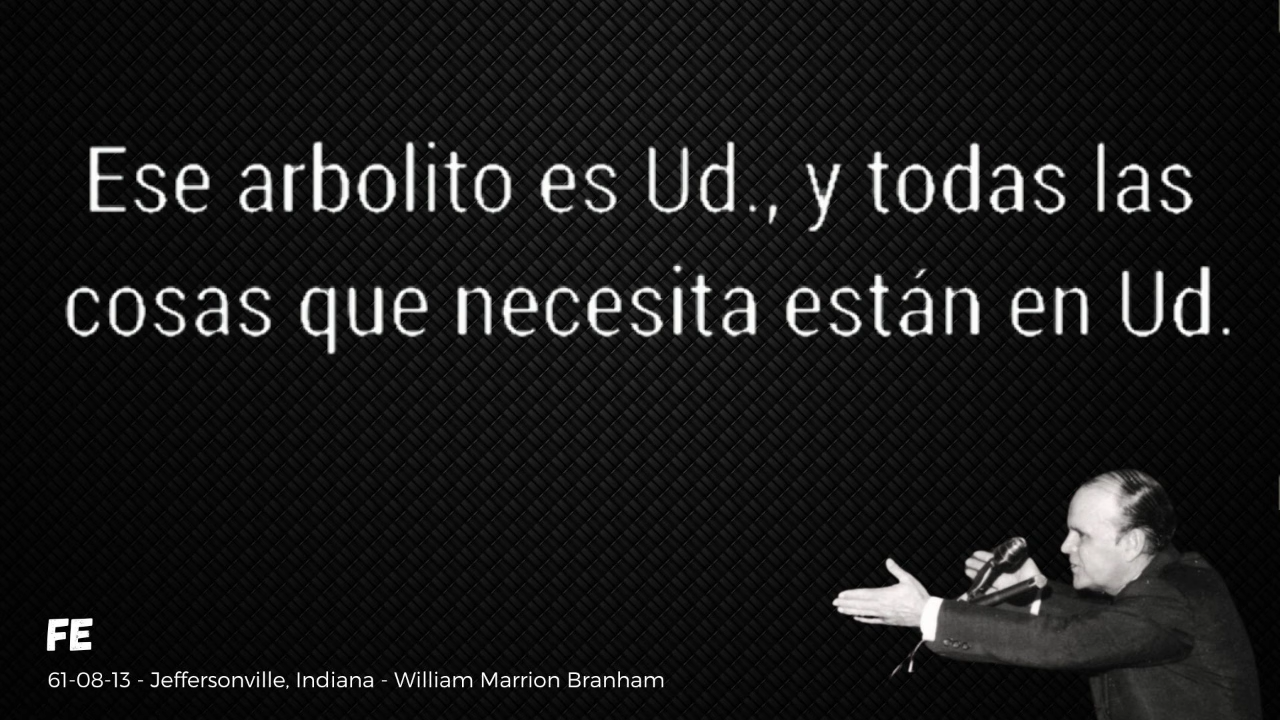 Ese arbolito es Ud., y todas las
cosas que necesita están en Ud.
FE
61-08-13 - Jeffersonville, Indiana - William Marrion Branham